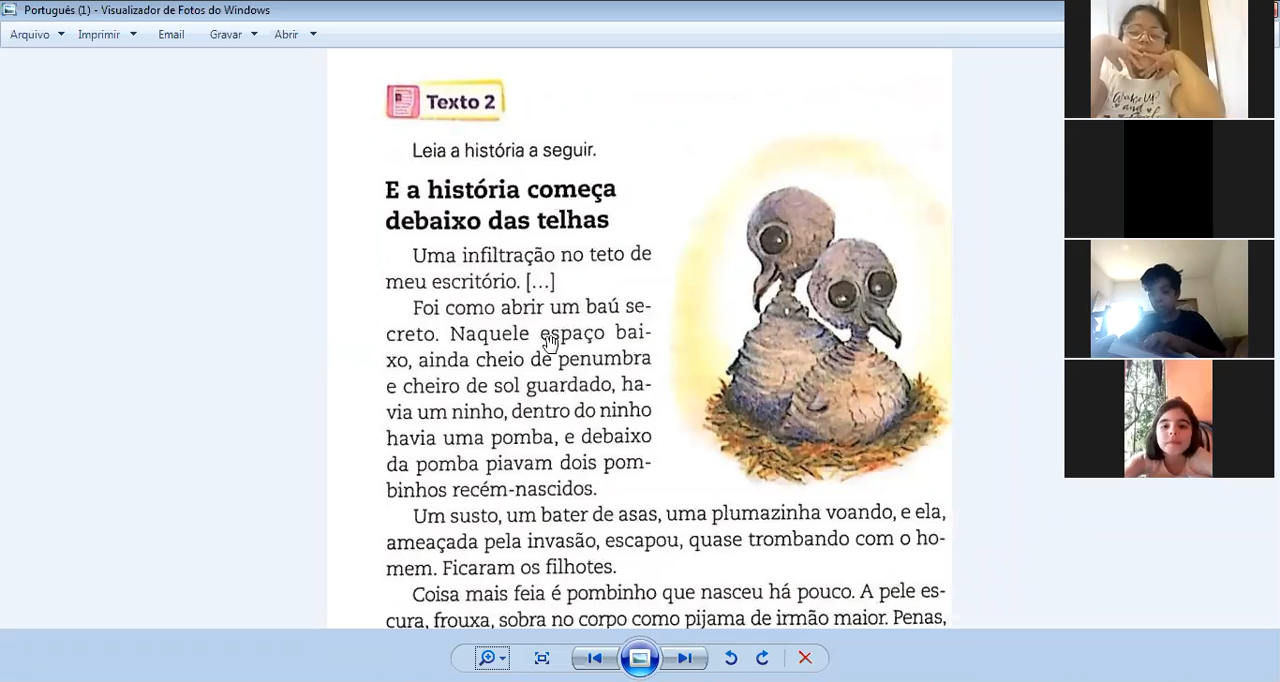 Português (1) - Visualizador de Fotos do Windows
Arquivo Imprimir Email Gravar Abrir
Texto 2
Leia a história a seguir.
E a história começa
debaixo das telhas
Uma infiltração no teto de
meu escritório. [...]
Foi como abrir um baú se-
creto. Naquele espaço bai-
xo, ainda cheio de penumbra
e cheiro de sol guardado, ha-
via um ninho, dentro do ninho
havia uma pomba, e debaixo
da pomba piavam dois pom-
binhos recém-nascidos.
Um susto, um bater de asas, uma plumazinha voando, e ela,
ameaçada pela invasão, escapou, quase trombando com o ho-
mem. Ficaram os filhotes.
Coisa mais feia é pombinho que nasceu há pouco. A pele es-
cura, frouxa, sobra no corpo como pijama de irmão maior. Penas,
Wake up
and